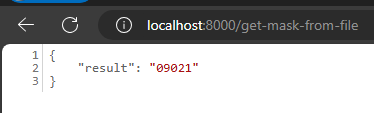 localhost:8000/get-mask-from-file
1 {
2 "result": "09021"
3 }